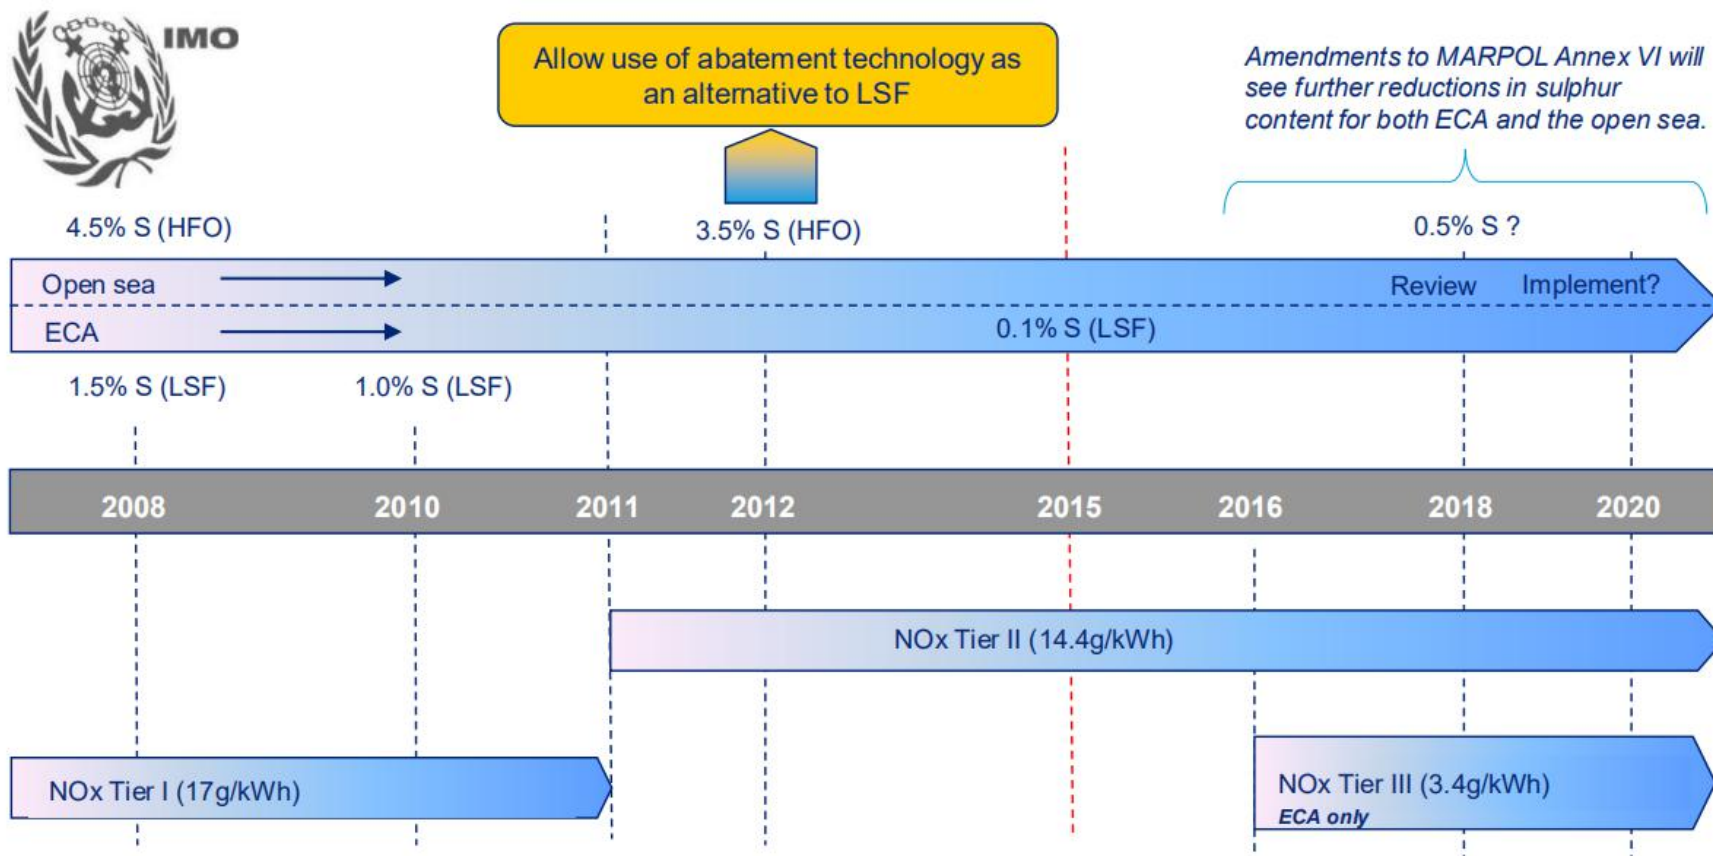 IMO
Allow use of abatement technology as
an alternative to LSF
Amendments to MARPOL Annex VI will
see further reductions in sulphur
content for both ECA and the open sea.
4.5% S (HFO)
3.5% S (HFO)
0.5% S ?
Open sea
Review
Implement?
ECA
0.1% S (LSF)
1.5% S (LSF)
1.0% S (LSF)
2008
2010
2011
2012
2015
2016
2018
2020
NOx Tier II (14.4g/kWh)
NOx Tier I (17g/kWh)
NOx Tier III (3.4g/kWh)
ECA only